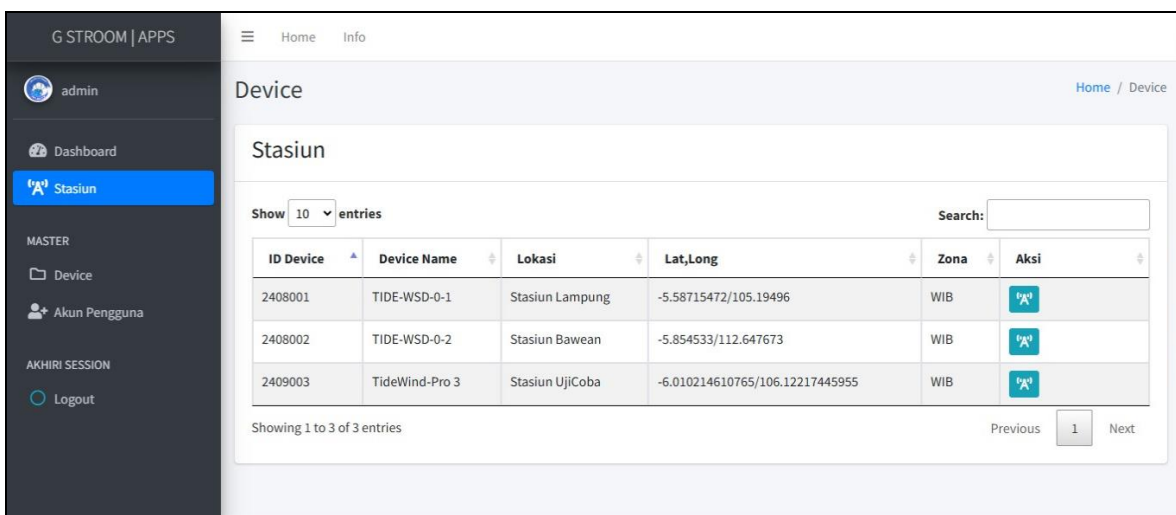 G STROOM | APPS
Home Info
admin
Device
Home / Device
Dashboard
Stasiun
MASTER
Device
Akun Pengguna
AKHIRI SESSION
Logout
Stasiun
Show 10 entries
Search:
ID Device Device Name Lokasi Lat,Long Zona Aksi
2408001 TIDE-WSD-0-1 Stasiun Lampung -5.58715472/105.19496 WIB
2408002 TIDE-WSD-0-2 Stasiun Bawean -5.854533/112.647673 WIB
2409003 TideWind-Pro 3 Stasiun UjiCoba -6.010214610765/106.12217445955 WIB
Showing 1 to 3 of 3 entries
Previous 1 Next